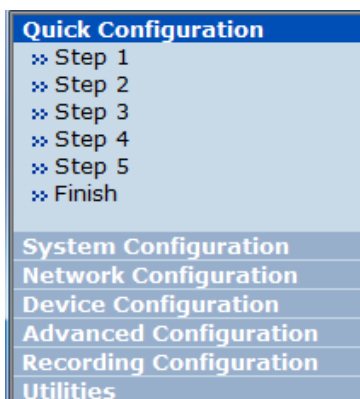 Quick Configuration
» Step 1
» Step 2
» Step 3
» Step 4
» Step 5
» Finish
System Configuration
Network Configuration
Device Configuration
Advanced Configuration
Recording Configuration
Utilities